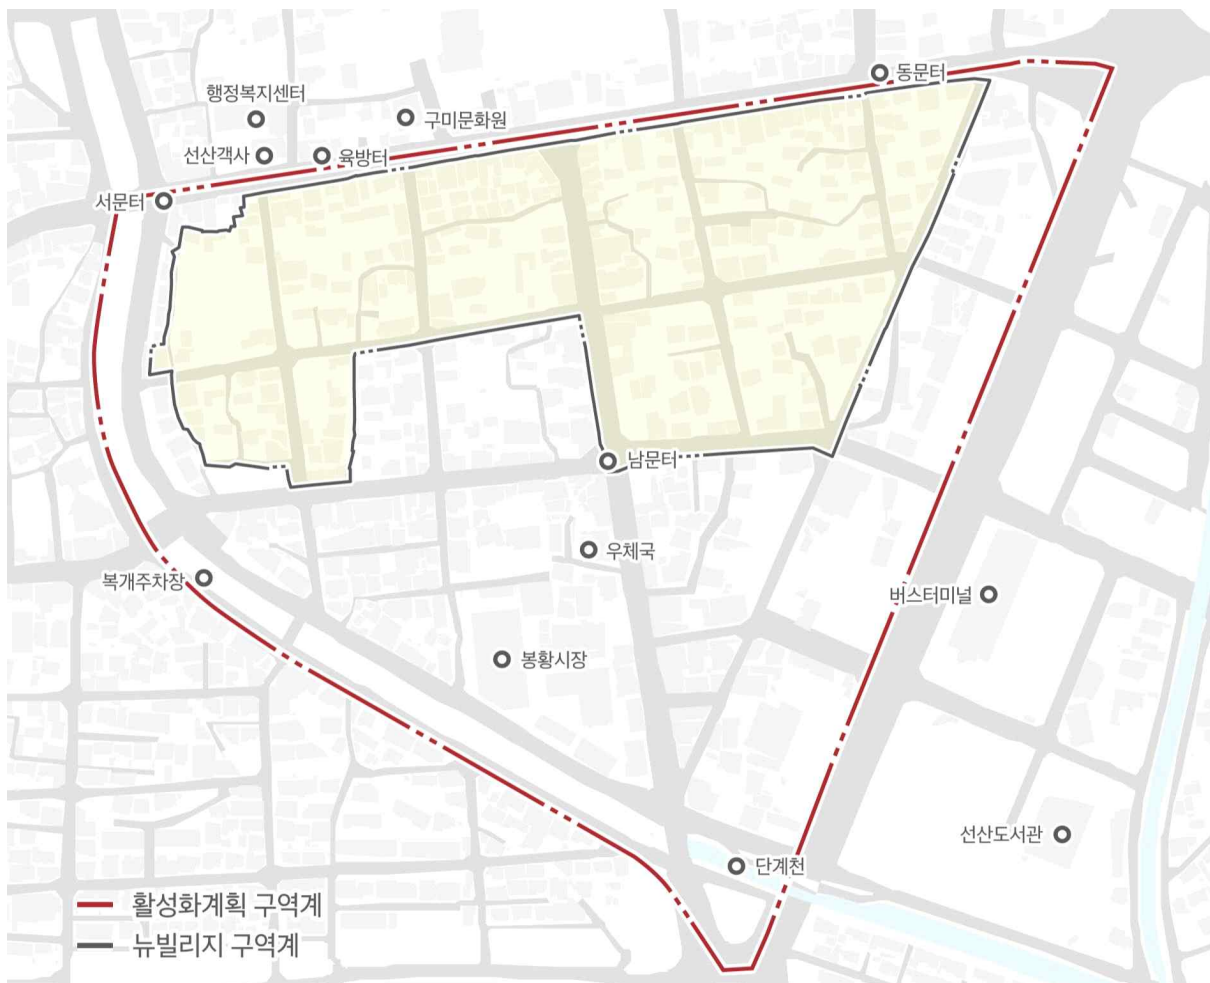 동문터
행정복지센터
구미문화원
선산객사
육방터
서문터
남문터
우체국
복개주차장
버스터미널
봉황시장
선산도서관
단계천
활성화계획 구역계
뉴빌리지 구역계